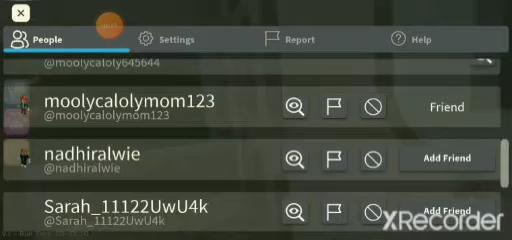 People
Settings
Report
Help
@moolycaloly645644
moolycalolymom123
@moolycalolymom123
Friend
nadhiralwie
@nadhiralwie
Add Friend
Sarah_11122UwU4k
@Sarah_11122UwU4k
Add Friend
XRecorder